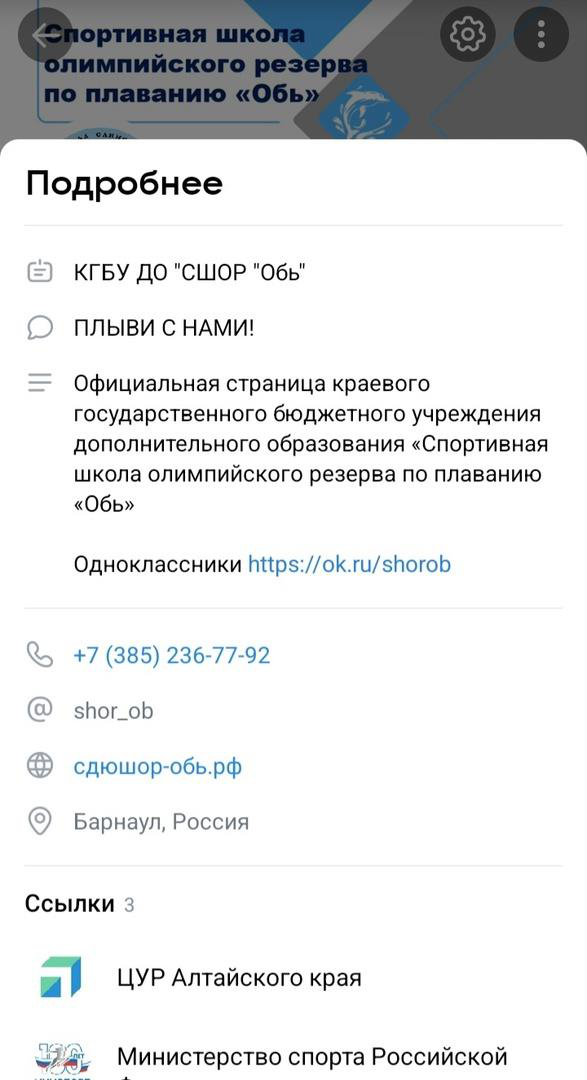 Спортивная школа
олимпийского резерва
по плаванию «Обь»
Подробнее
КГБУ ДО "СШОР "Обь"
ПЛЫВИ С НАМИ!
Официальная страница краевого
государственного бюджетного учреждения
дополнительного образования «Спортивная
школа олимпийского резерва по плаванию
«Обь»
Одноклассники https://ok.ru/shorob
+7 (385) 236-77-92
shor_ob
сдюшор-обь.рф
Барнаул, Россия
Ссылки 3
ЦУР Алтайского края
Министерство спорта Российской